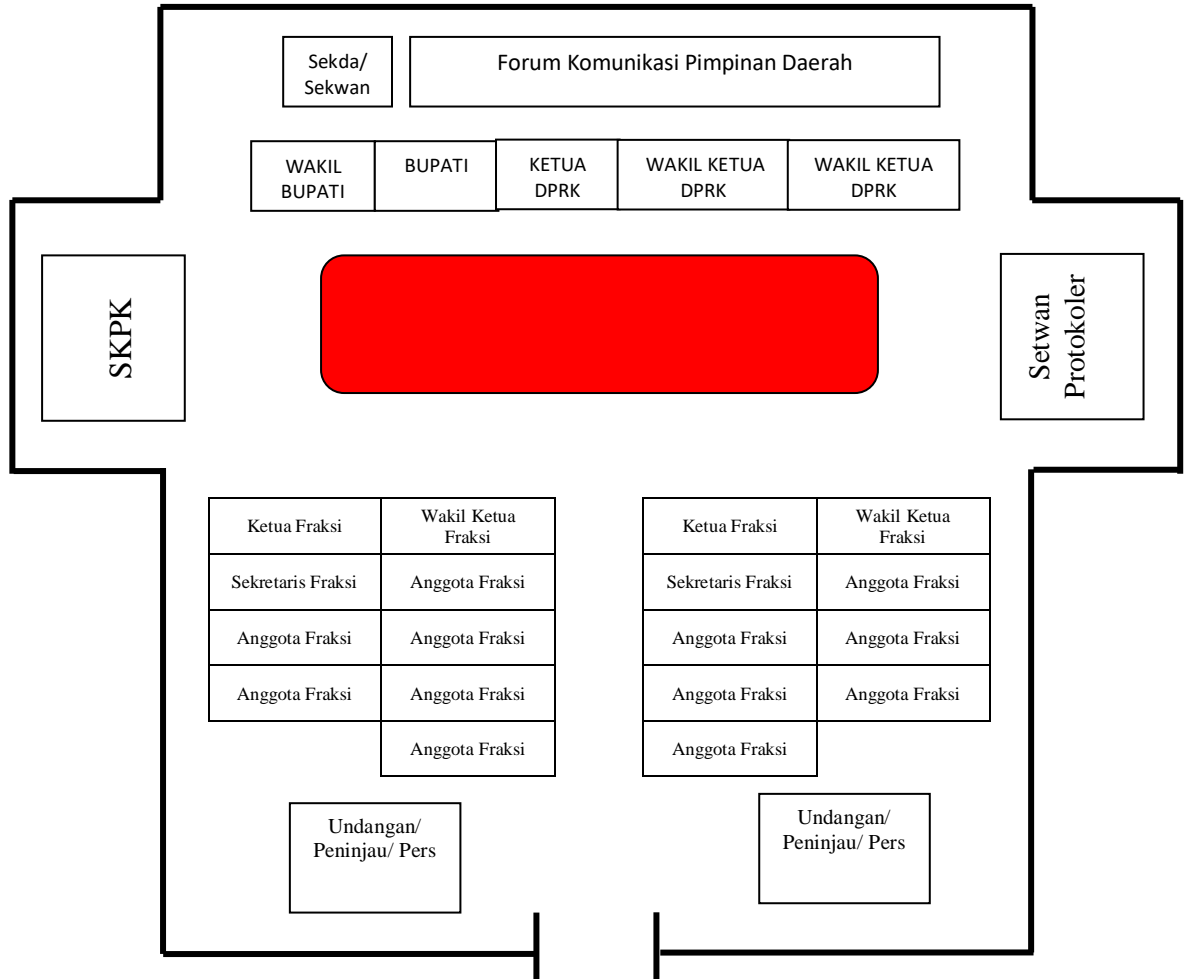 Sekda/
Sekwan
Forum Komunikasi Pimpinan Daerah
WAKIL
BUPATI
BUPATI
KETUA
DPRK
WAKIL KETUA
DPRK
WAKIL KETUA
DPRK
SKPK
Setwan
Protokoler
Ketua Fraksi
Wakil Ketua
Fraksi
Sekretaris Fraksi
Anggota Fraksi
Anggota Fraksi
Anggota Fraksi
Anggota Fraksi
Anggota Fraksi
Anggota Fraksi
Ketua Fraksi
Wakil Ketua
Fraksi
Sekretaris Fraksi
Anggota Fraksi
Anggota Fraksi
Anggota Fraksi
Anggota Fraksi
Anggota Fraksi
Anggota Fraksi
Undangan/
Peninjau/ Pers
Undangan/
Peninjau/ Pers